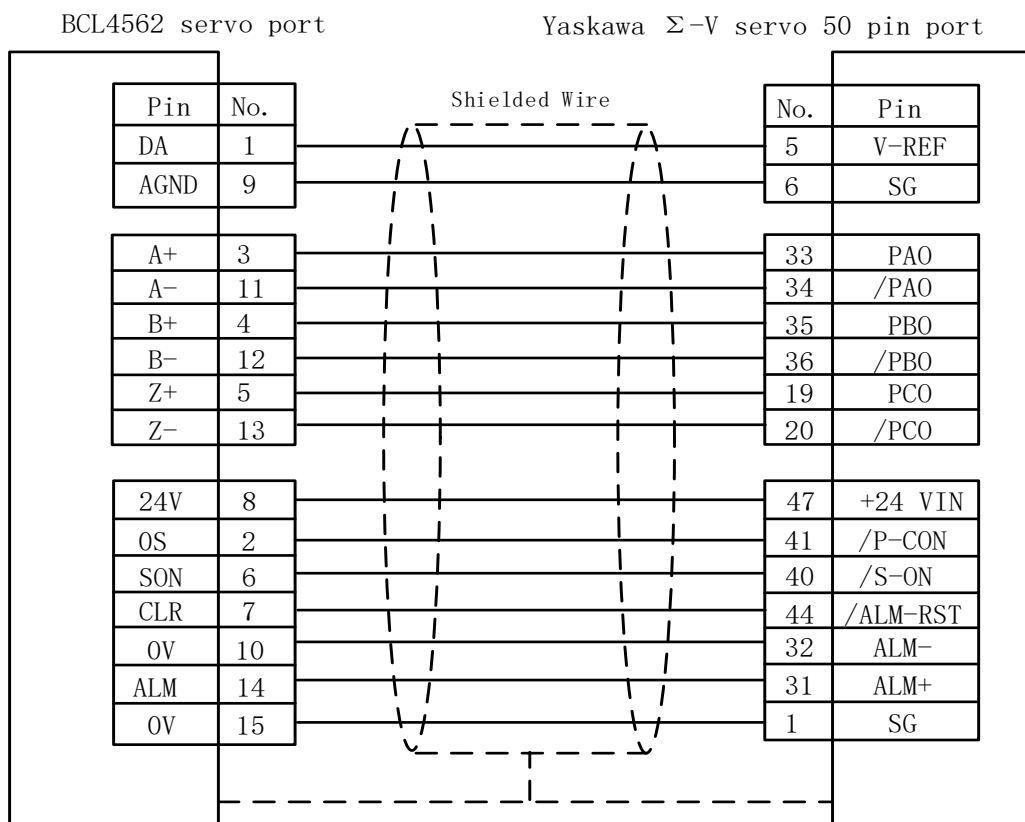 BCL4562 servo port Yaskawa Σ-V servo 50 pin port
Shielded Wire
Pin No. No. Pin
DA 1 5 V-REF
AGND 9 6 SG
A+ 3 33 PAO
A- 11 34 /PAO
B+ 4 35 PBO
B- 12 36 /PBO
Z+ 5 19 PCO
Z- 13 20 /PCO
24V 8 47 +24 VIN
OS 2 41 /P-CON
SON 6 40 /S-ON
CLR 7 44 /ALM-RST
0V 10 32 ALM-
ALM 14 31 ALM+
0V 15 1 SG